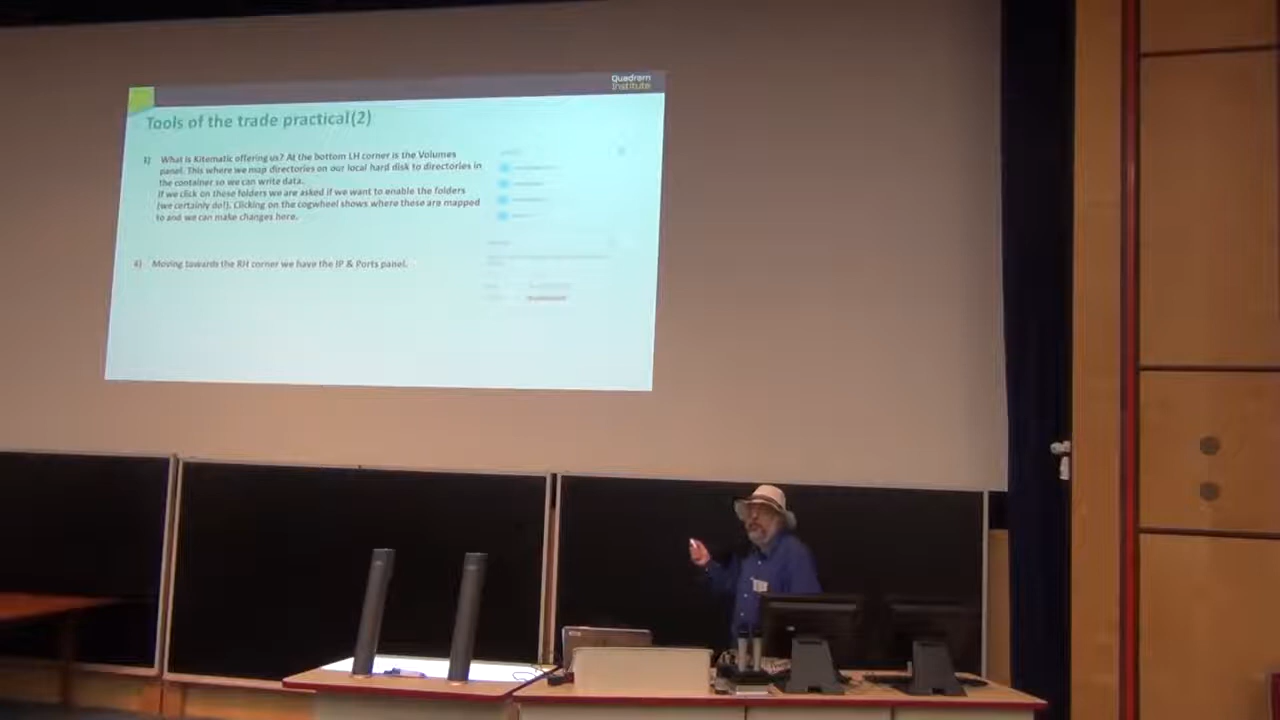 Quadram
Institute
Tools of the trade practical(2)
3) What is Kitematic offering us? At the bottom LH corner is the Volumes
panel. This where we map directories on our local hard disk to directories in
the container so we can write data.
If we click on these folders we are asked if we want to enable the folders
(we certainly do!). Clicking on the cogwheel shows where these are mapped
to and we can make changes here.
4) Moving towards the RH corner we have the IP & Ports panel.